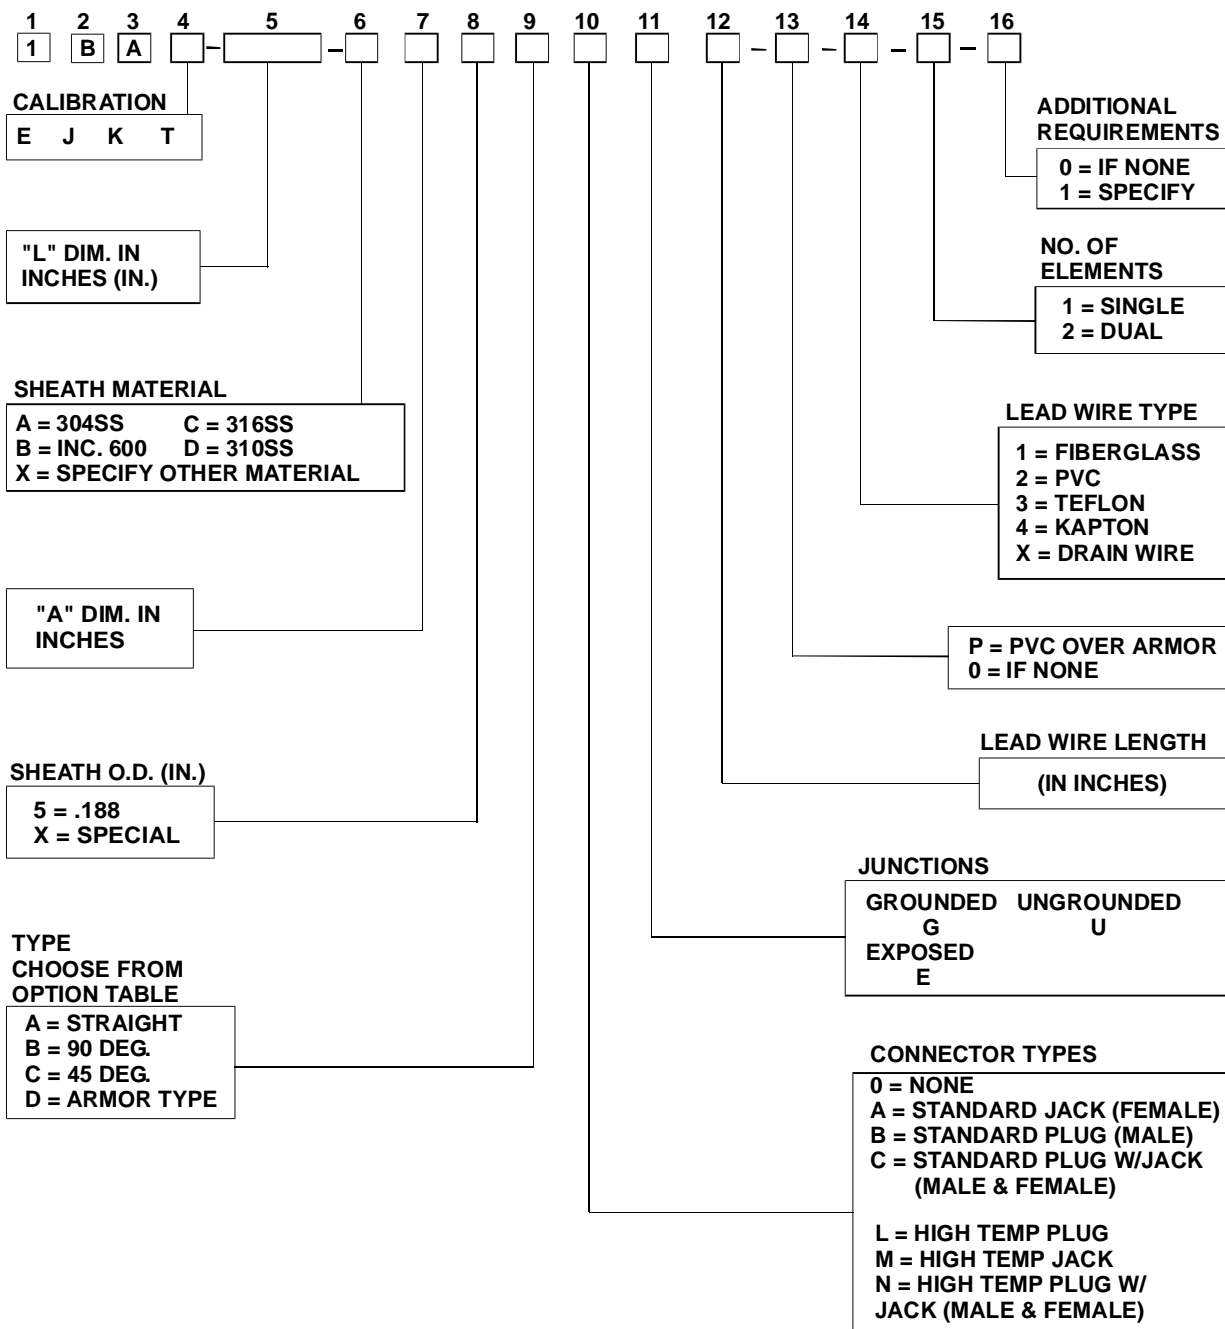 1 2 3 4 5 6 7 8 9 10 11 12 13 14 15 16
1 B A - - - - - -
CALIBRATION
E J K T
"L" DIM. IN
INCHES (IN.)
SHEATH MATERIAL
A = 304SS C = 316SS
B = INC. 600 D = 310SS
X = SPECIFY OTHER MATERIAL
"A" DIM. IN
INCHES
SHEATH O.D. (IN.)
5 = .188
X = SPECIAL
TYPE
CHOOSE FROM
OPTION TABLE
A = STRAIGHT
B = 90 DEG.
C = 45 DEG.
D = ARMOR TYPE
ADDITIONAL
REQUIREMENTS
0 = IF NONE
1 = SPECIFY
NO. OF
ELEMENTS
1 = SINGLE
2 = DUAL
LEAD WIRE TYPE
1 = FIBERGLASS
2 = PVC
3 = TEFLON
4 = KAPTON
X = DRAIN WIRE
P = PVC OVER ARMOR
0 = IF NONE
LEAD WIRE LENGTH
(IN INCHES)
JUNCTIONS
GROUNDED UNGROUNDED
G U
EXPOSED
E
CONNECTOR TYPES
0 = NONE
A = STANDARD JACK (FEMALE)
B = STANDARD PLUG (MALE)
C = STANDARD PLUG W/JACK
(MALE & FEMALE)
L = HIGH TEMP PLUG
M = HIGH TEMP JACK
N = HIGH TEMP PLUG W/
JACK (MALE & FEMALE)